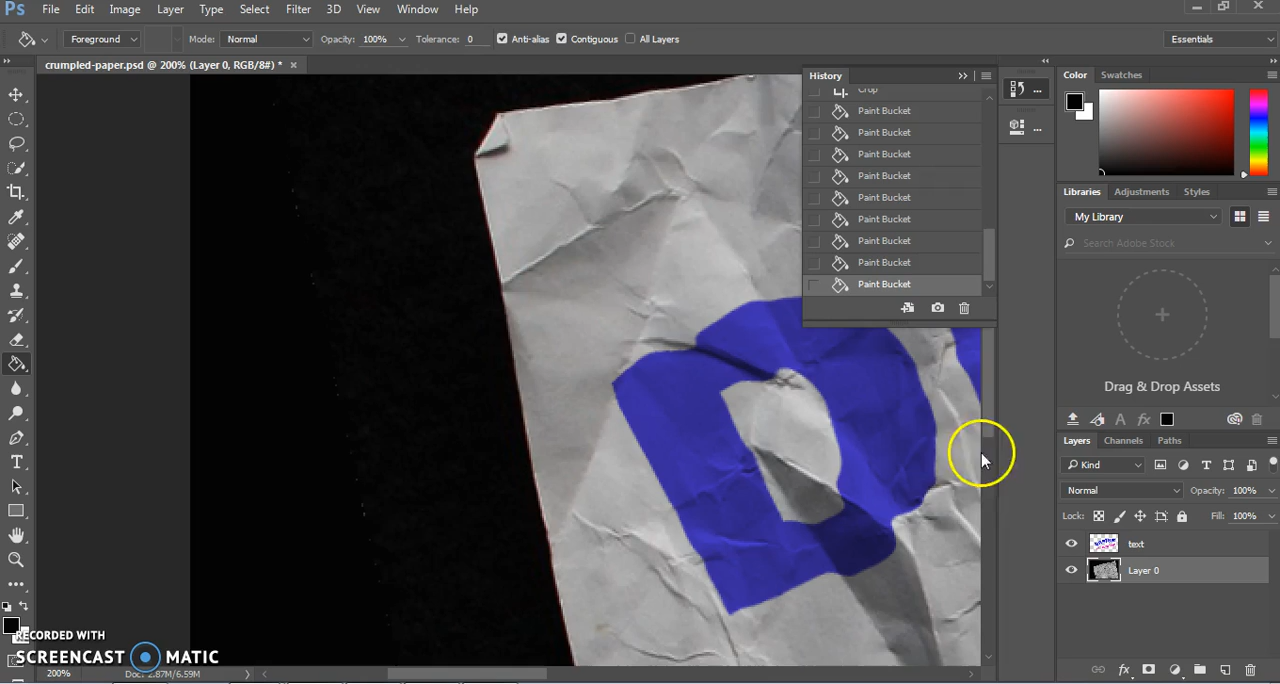 Ps File Edit Image Layer Type Select Filter 3D View Window Help
Foreground Mode: Normal Opacity: 100% Tolerance: 0 Anti-alias Contiguous All Layers Essentials
crumpled-paper.psd @ 200% (Layer 0, RGB/8#) *
History
Crop
Paint Bucket
Paint Bucket
Paint Bucket
Paint Bucket
Paint Bucket
Paint Bucket
Paint Bucket
Paint Bucket
Paint Bucket
Color Swatches
Libraries Adjustments Styles
My Library
Search Adobe Stock
Drag & Drop Assets
Layers Channels Paths
Kind
Normal Opacity: 100%
Lock: Fill: 100%
text
Layer 0
RECORDED WITH
SCREENCAST MATIC
200% Doc: 2.87M/6.59M